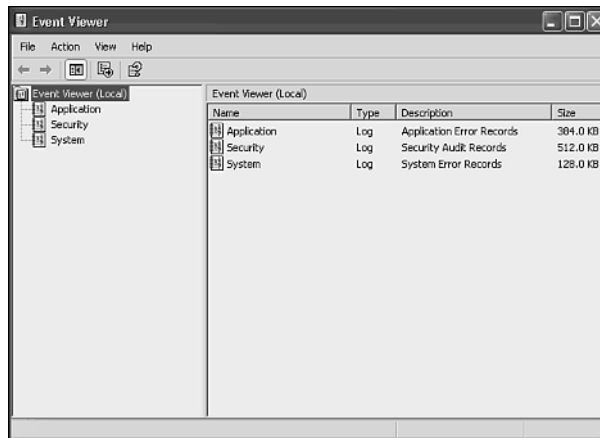 Event Viewer
File Action View Help
Event Viewer (Local)
Application
Security
System
Event Viewer (Local)
Name Type Description Size
Application Log Application Error Records 384.0 KB
Security Log Security Audit Records 512.0 KB
System Log System Error Records 128.0 KB